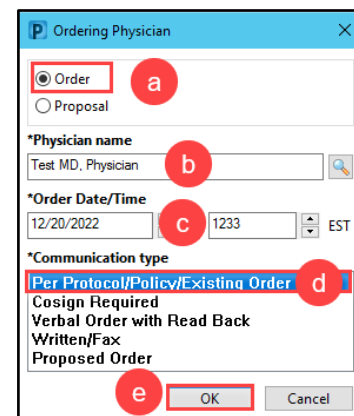 P Ordering Physician
Order
a
Proposal
*Physician name
Test MD, Physician
b
*Order Date/Time
12/20/2022
c
1233
EST
*Communication type
Per Protocol/Policy/Existing Order
d
Cosign Required
Verbal Order with Read Back
Written/Fax
Proposed Order
e
OK
Cancel